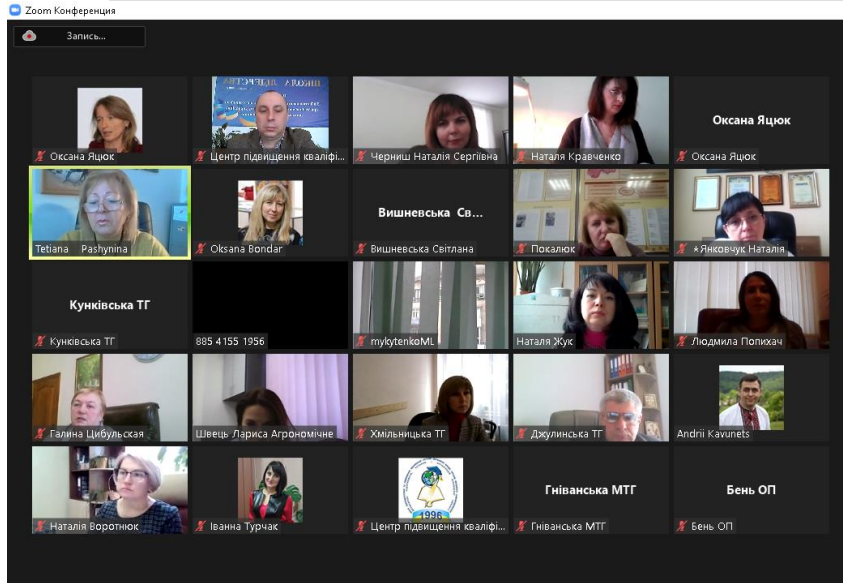 Zoom Конференция
Запись...
Оксана Яцюк
Центр підвищення кваліфі...
Черниш Наталія Сергіївна
Наталя Кравченко
Оксана Яцюк
Оксана Яцюк
Tetiana Pashynina
Oksana Bondar
Вишневська Св...
Вишневська Світлана
Покалюк
Янковчук Наталія
Кунківська ТГ
Кунківська ТГ
885 4155 1956
mykytenkoML
Наталя Жук
Людмила Попихач
Галина Цибульская
Швець Лариса Агрономічне
Хмільницька ТГ
Джулинська ТГ
Andrii Kavunets
Наталія Воротнюк
Іванна Турчак
1996
Центр підвищення кваліфі...
Гніванська МТГ
Гніванська МТГ
Бень ОП
Бень ОП